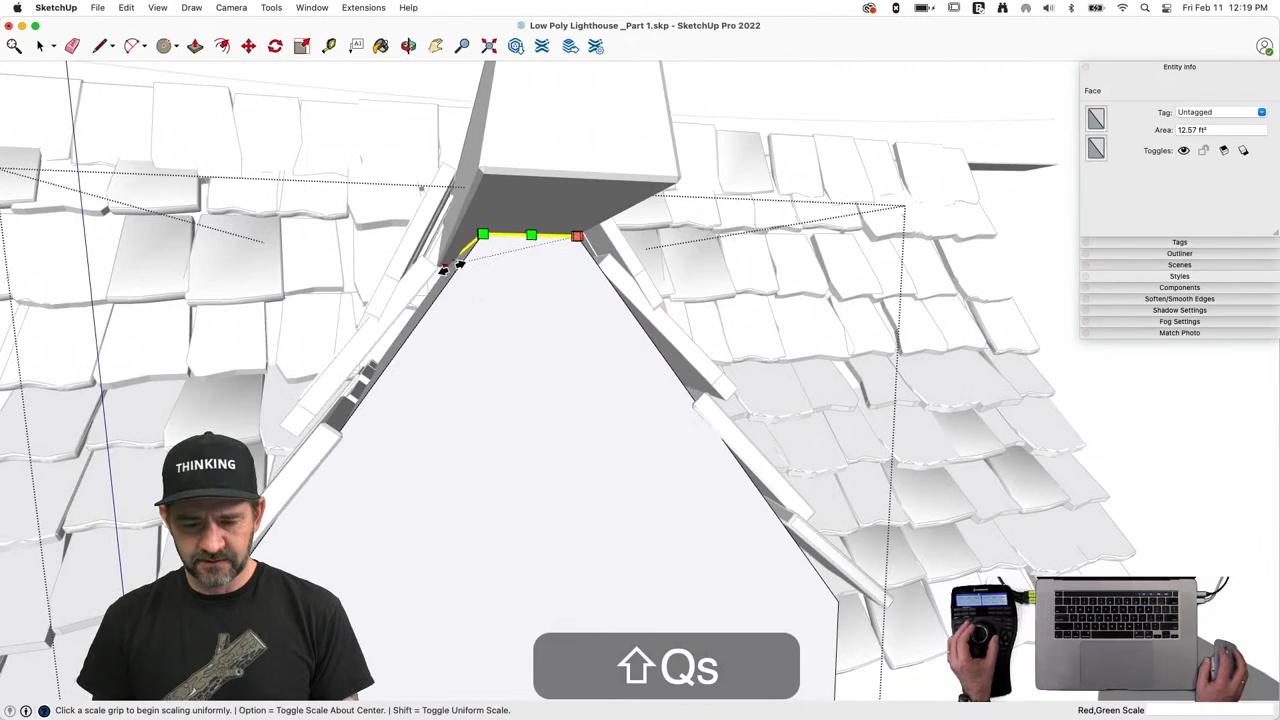 SketchUp File Edit View Draw Camera Tools Window Extensions Help Fri Feb 11 12:19 PM
Low Poly Lighthouse _Part 1.skp - SketchUp Pro 2022
Entity Info
Face
Tag: Untagged
Area: 12.57 ft²
Toggles:
Tags
Outliner
Scenes
Styles
Components
Soften/Smooth Edges
Shadow Settings
Fog Settings
Match Photo
THINKING
⇧Qs
Click a scale grip to begin scaling uniformly. | Option = Toggle Scale About Center. | Shift = Toggle Uniform Scale. Red,Green Scale